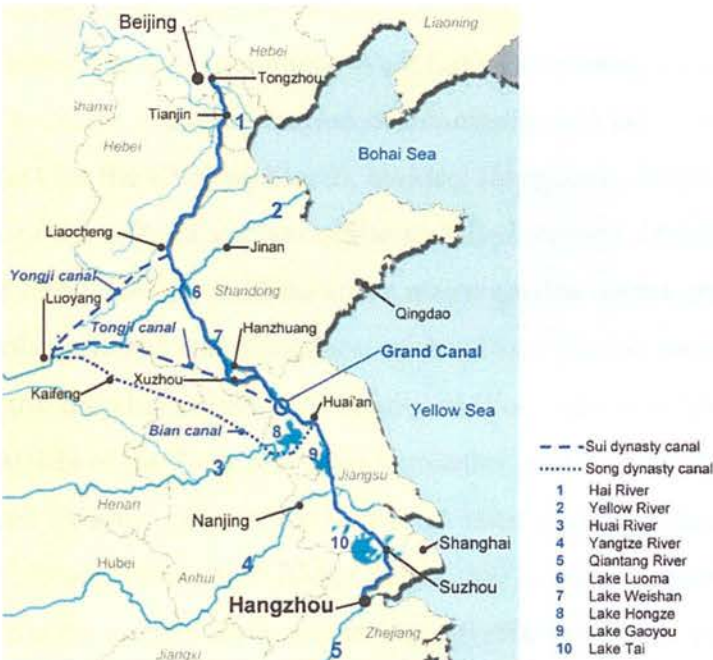 Liaoning
Beijing
Hebei
Tongzhou
Shanxi
Tianjin
1
Hebei
Bohai Sea
2
Liaocheng
Jinan
Yongji canal
6
Shandong
Luoyang
Qingdao
Tongji canal
7
Hanzhuang
Grand Canal
Xuzhou
Kaifeng
Huai'an
Yellow Sea
Bian canal
8
9
3
Jiangsu
Henan
Nanjing
10
Shanghai
Hubei
4
Anhui
Suzhou
Hangzhou
Zhejiang
5
Jiangxi
Sui dynasty canal
Song dynasty canal
1 Hai River
2 Yellow River
3 Huai River
4 Yangtze River
5 Qiantang River
6 Lake Luoma
7 Lake Weishan
8 Lake Hongze
9 Lake Gaoyou
10 Lake Tai